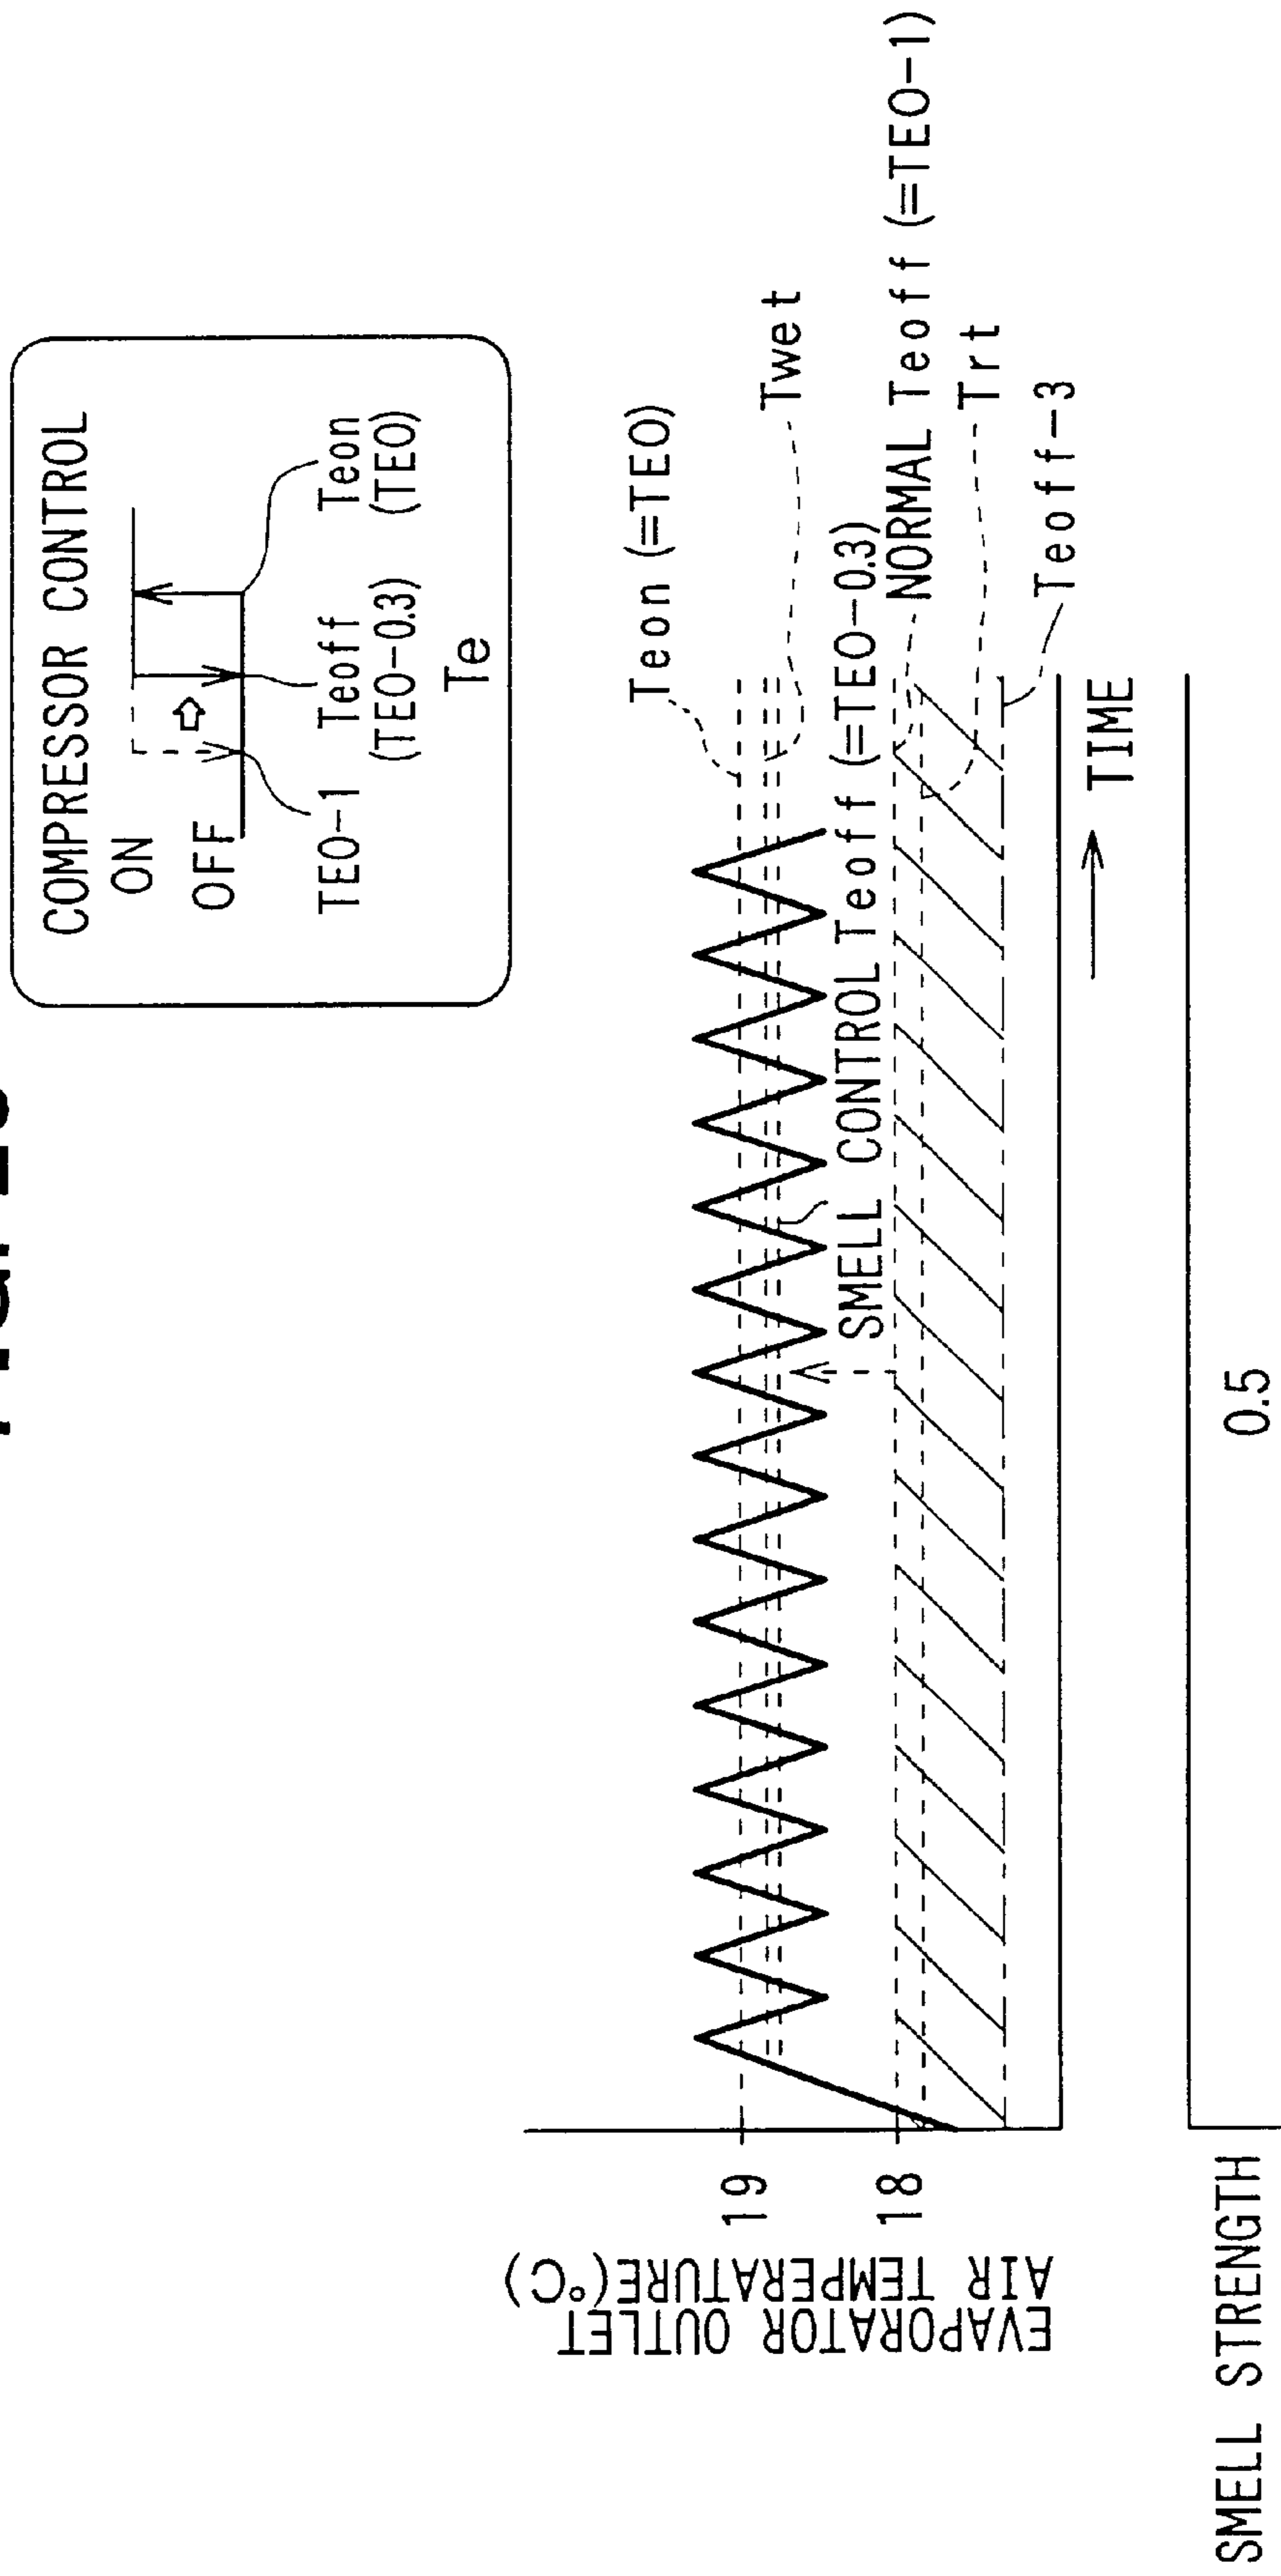 COMPRESSOR CONTROL
ON
OFF
TEO-1
Teoff
(TEO-0.3)
Teon
(TEO)
Te
EVAPORATOR OUTLET
AIR TEMPERATURE(°C)
19
18
Teon (=TEO)
Twet
SMELL CONTROL Teoff (=TEO-0.3)
NORMAL Teoff (=TEO-1)
Trt
Teoff-3
TIME
SMELL STRENGTH
0.5